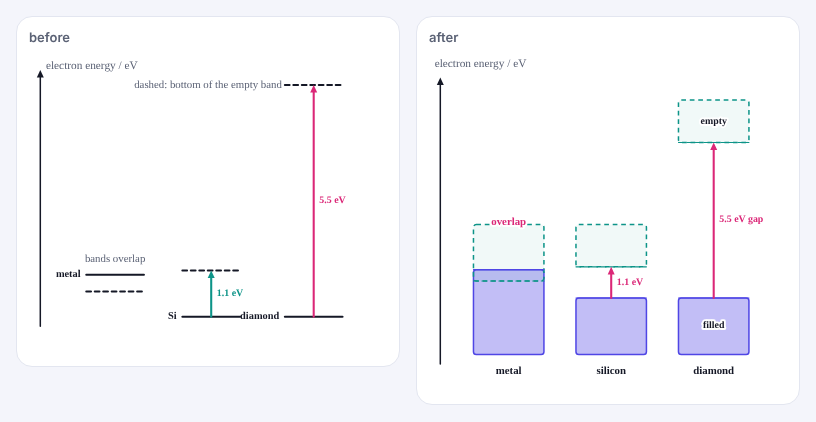 before
electron energy / eV
dashed: bottom of the empty band
5.5 eV
bands overlap
metal
1.1 eV
Si
diamond
after
electron energy / eV
empty
overlap
5.5 eV gap
1.1 eV
filled
metal
silicon
diamond